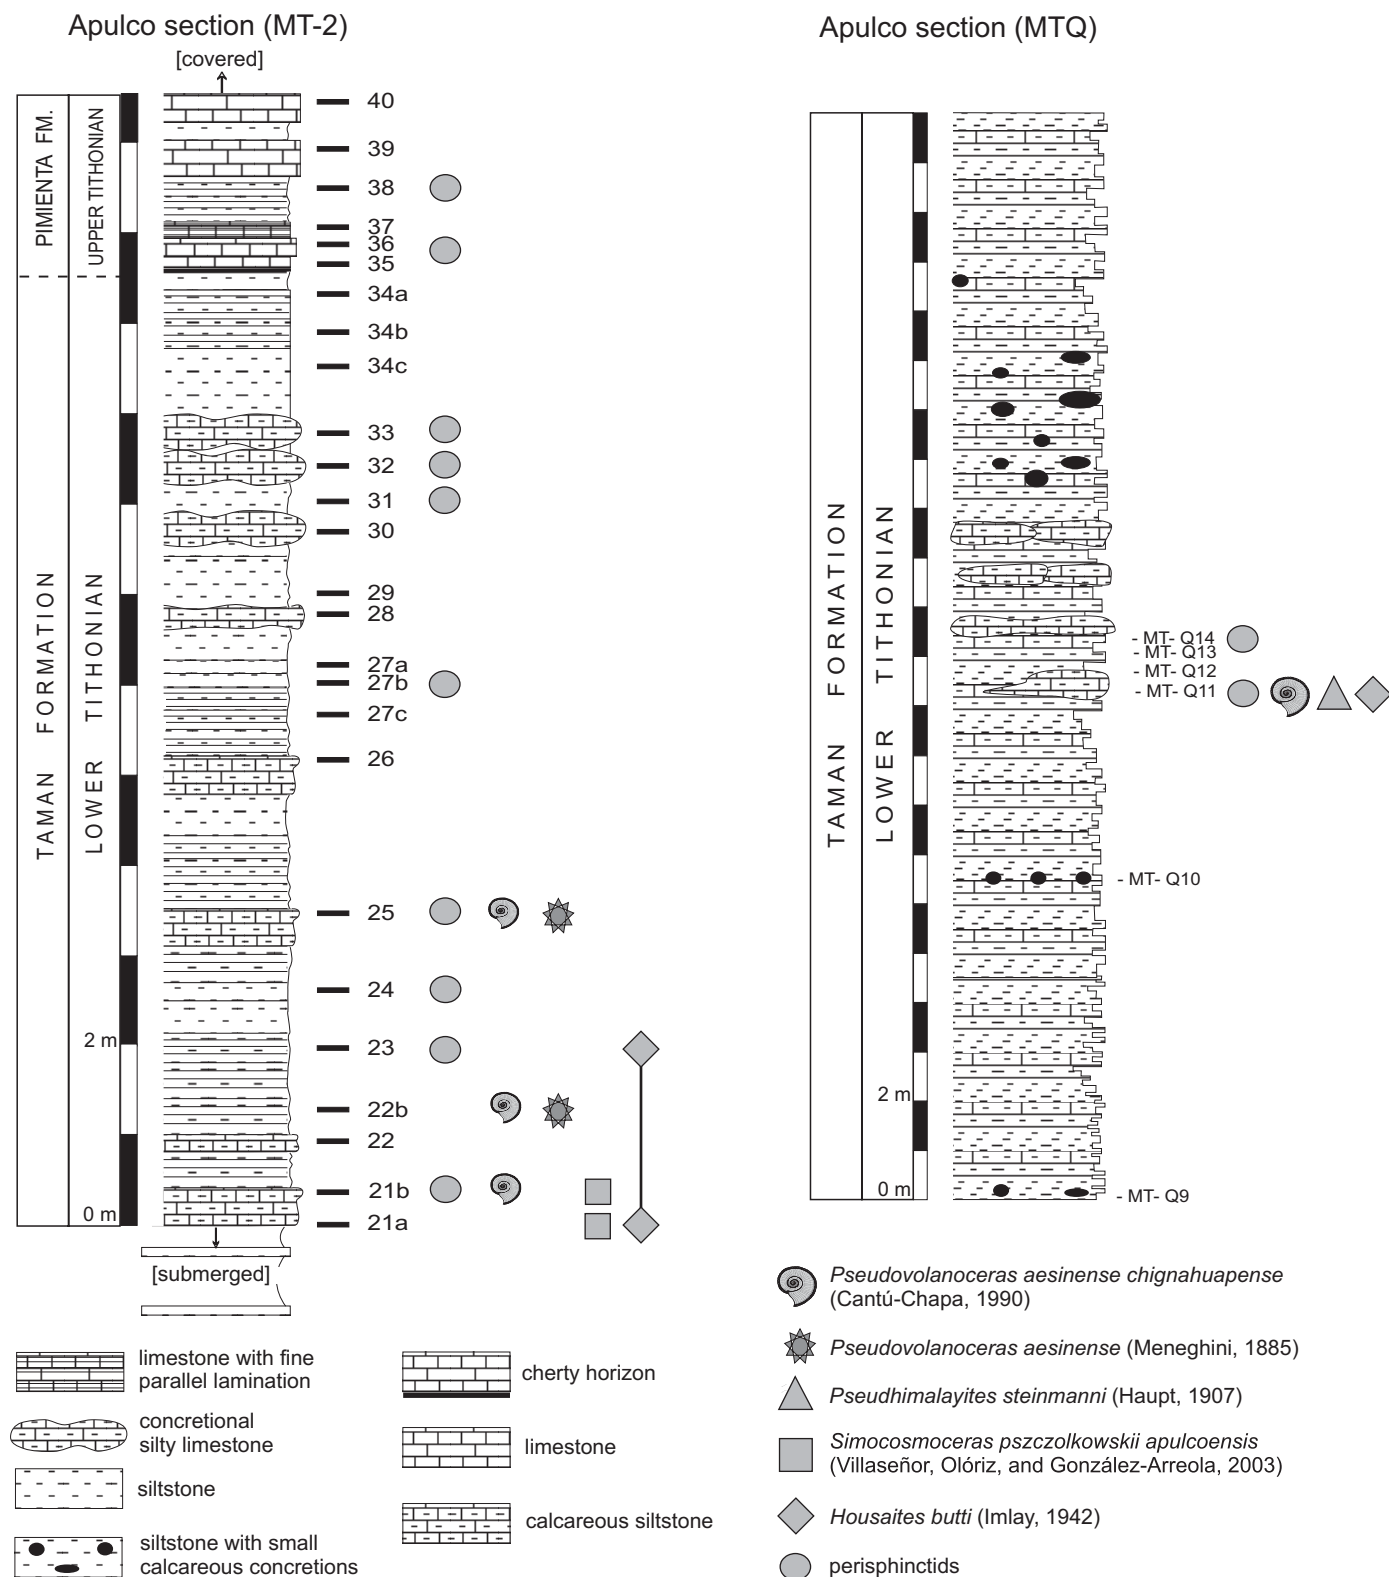 Apulco section (MT-2)
[covered]
PIMIENTA FM.
UPPER TITHONIAN
TAMAN FORMATION
LOWER TITHONIAN
40
39
38
37
36
35
34a
34b
34c
33
32
31
30
29
28
27a
27b
27c
26
25
24
2 m
23
22b
22
21b
0 m
21a
[submerged]
Apulco section (MTQ)
TAMAN FORMATION
LOWER TITHONIAN
- MT- Q14
- MT- Q13
- MT- Q12
- MT- Q11
- MT- Q10
2 m
0 m
- MT- Q9
limestone with fine
parallel lamination
concretional
silty limestone
siltstone
siltstone with small
calcareous concretions
cherty horizon
limestone
calcareous siltstone
Pseudovolanoceras aesinense chignahuapense
(Cantú-Chapa, 1990)
Pseudovolanoceras aesinense (Meneghini, 1885)
Pseudhimalayites steinmanni (Haupt, 1907)
Simocosmoceras pszczolkowskii apulcoensis
(Villaseñor, Olóriz, and González-Arreola, 2003)
Housaites butti (Imlay, 1942)
perisphinctids